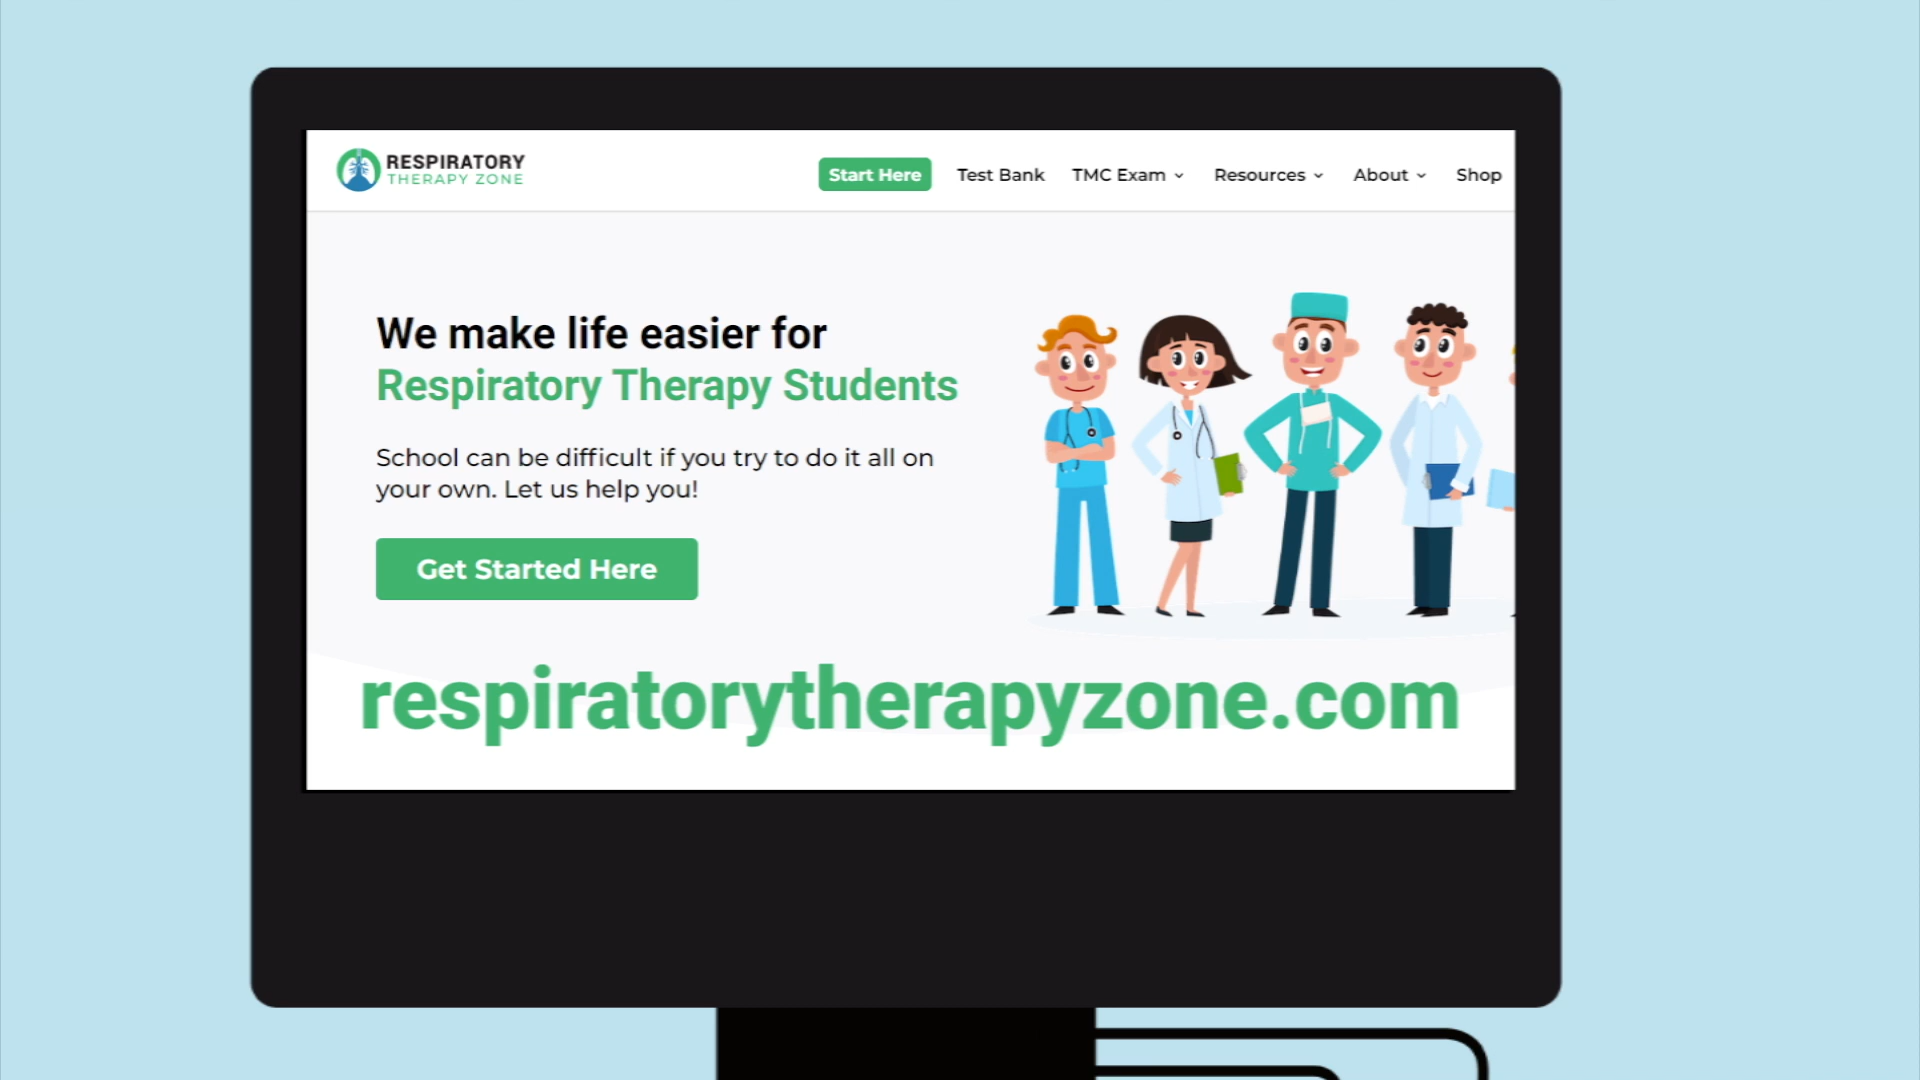 RESPIRATORY
THERAPY ZONE
Start Here
Test Bank
TMC Exam
Resources
About
Shop
We make life easier for
Respiratory Therapy Students
School can be difficult if you try to do it all on
your own. Let us help you!
Get Started Here
respiratorytherapyzone.com